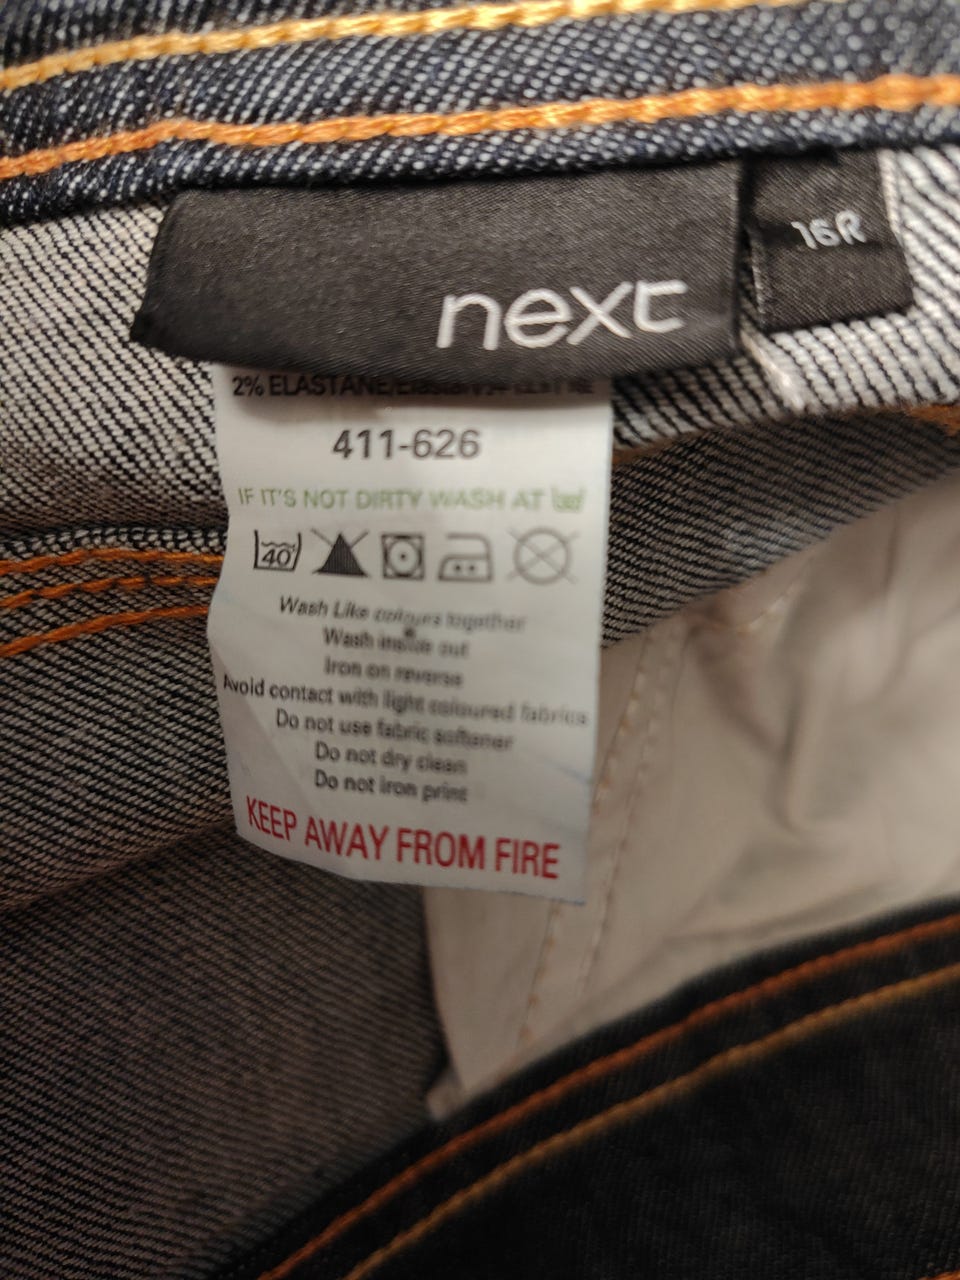 next
16R
2% ELASTANE/
411-626
IF IT'S NOT DIRTY WASH AT
40
Wash Like colours together
Wash inside out
Iron on reverse
Avoid contact with light coloured fabrics
Do not use fabric softener
Do not dry clean
Do not iron print
KEEP AWAY FROM FIRE